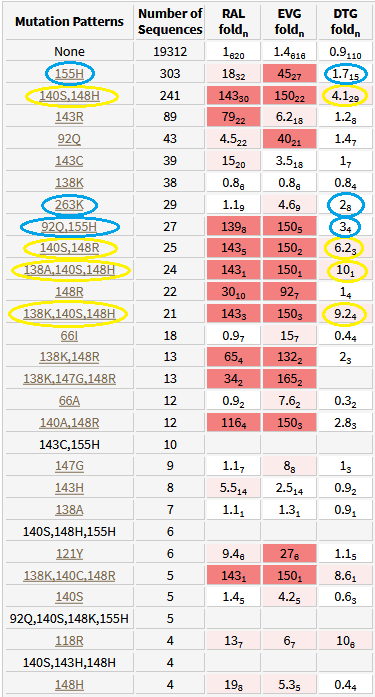 Mutation Patterns Number of Sequences RAL foldn EVG foldn DTG foldn
None 19312 1620 1.4616 0.9110
155H 303 1832 4527 1.715
140S,148H 241 14330 15022 4.129
143R 89 7922 6.218 1.28
92Q 43 4.522 4021 1.47
143C 39 1520 3.518 17
138K 38 0.86 0.86 0.84
263K 29 1.19 4.69 28
92Q,155H 27 1398 1505 34
140S,148R 25 1435 1502 6.23
138A,140S,148H 24 1431 1501 101
148R 22 3010 927 14
138K,140S,148H 21 1433 1503 9.24
66I 18 0.97 157 0.44
138K,148R 13 654 1322 23
138K,147G,148R 13 342 1652
66A 12 0.92 7.62 0.32
140A,148R 12 1164 1503 2.83
143C,155H 10
147G 9 1.17 88 13
143H 8 5.514 2.514 0.92
138A 7 1.11 1.31 0.91
140S,148H,155H 6
121Y 6 9.46 276 1.15
138K,140C,148R 5 1431 1501 8.61
140S 5 1.45 4.25 0.63
92Q,140S,148K,155H 5
118R 4 137 67 106
140S,143H,148H 4
148H 4 198 5.35 0.44